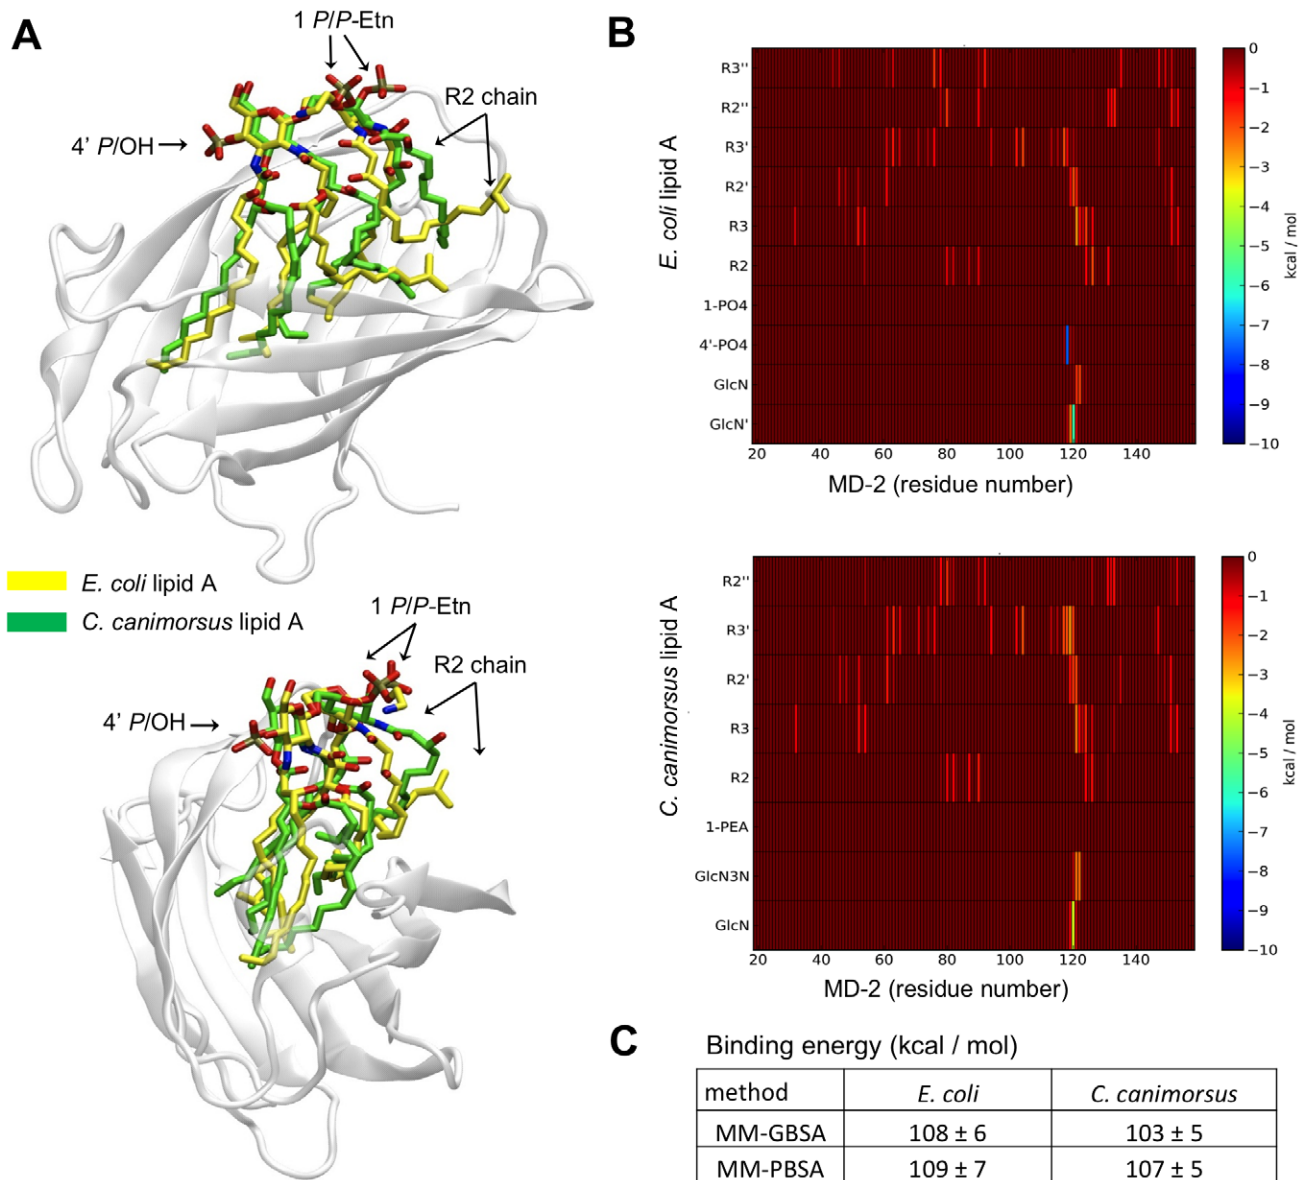 A
1 P/P-Etn
R2 chain
4' P/OH
E. coli lipid A
C. canimorsus lipid A
1 P/P-Etn
R2 chain
4' P/OH
B
E. coli lipid A
R3''
R2''
R3'
R2'
R3
R2
1-PO4
4'-PO4
GlcN
GlcN'
20 40 60 80 100 120 140
MD-2 (residue number)
0
−1
−2
−3
−4
−5
−6
−7
−8
−9
−10
kcal / mol
C. canimorsus lipid A
R2''
R3'
R2'
R3
R2
1-PEA
GlcN3N
GlcN
20 40 60 80 100 120 140
MD-2 (residue number)
0
−1
−2
−3
−4
−5
−6
−7
−8
−9
−10
kcal / mol
C
Binding energy (kcal / mol)
method E. coli C. canimorsus
MM-GBSA 108 ± 6 103 ± 5
MM-PBSA 109 ± 7 107 ± 5